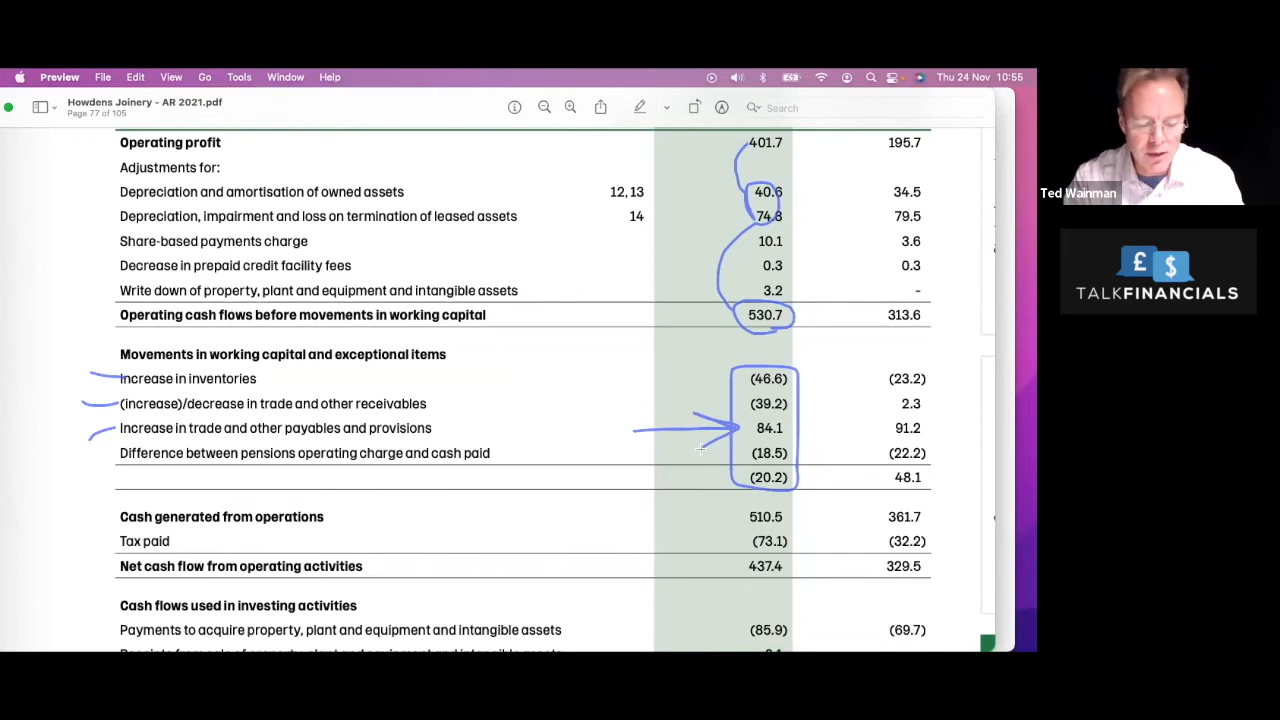 Preview File Edit View Go Tools Window Help Thu 24 Nov 10:55
Howdens Joinery - AR 2021.pdf
Page 77 of 105
Search
Operating profit 401.7 195.7
Adjustments for:
Depreciation and amortisation of owned assets 12, 13 40.6 34.5
Depreciation, impairment and loss on termination of leased assets 14 74.8 79.5
Share-based payments charge 10.1 3.6
Decrease in prepaid credit facility fees 0.3 0.3
Write down of property, plant and equipment and intangible assets 3.2 -
Operating cash flows before movements in working capital 530.7 313.6
Movements in working capital and exceptional items
Increase in inventories (46.6) (23.2)
(increase)/decrease in trade and other receivables (39.2) 2.3
Increase in trade and other payables and provisions 84.1 91.2
Difference between pensions operating charge and cash paid (18.5) (22.2)
(20.2) 48.1
Cash generated from operations 510.5 361.7
Tax paid (73.1) (32.2)
Net cash flow from operating activities 437.4 329.5
Cash flows used in investing activities
Payments to acquire property, plant and equipment and intangible assets (85.9) (69.7)
Ted Wainman
£ $
TALKFINANCIALS